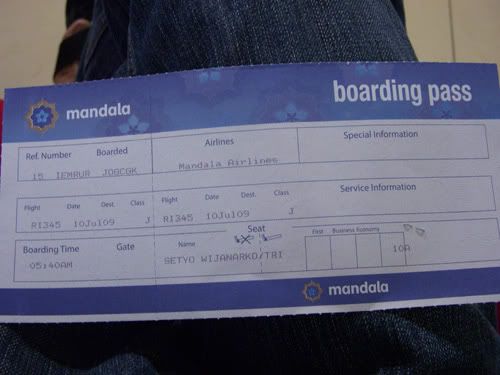 mandala
boarding pass
Ref. Number Boarded Airlines Special Information
15 IEMRUR JOGCGK Mandala Airlines
Flight Date Dest. Class Flight Date Dest. Class Service Information
RI345 10Jul09 J RI345 10Jul09 J
Boarding Time Gate Name Seat First Business Economy
05:40AM SETYO WIJANARKO/TRI 10A
mandala